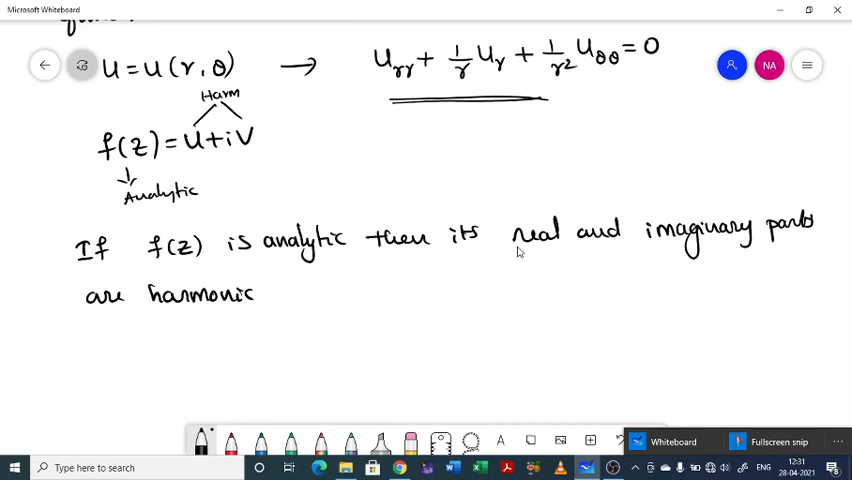 Microsoft Whiteboard
u = u(r, θ) → u_rr + 1/r u_r + 1/r² u_θθ = 0
Harm
f(z) = u + iv
Analytic
If f(z) is analytic then its real and imaginary parts
are harmonic
NA
A
Whiteboard
Fullscreen snip
Type here to search
ENG
12:31
28-04-2021